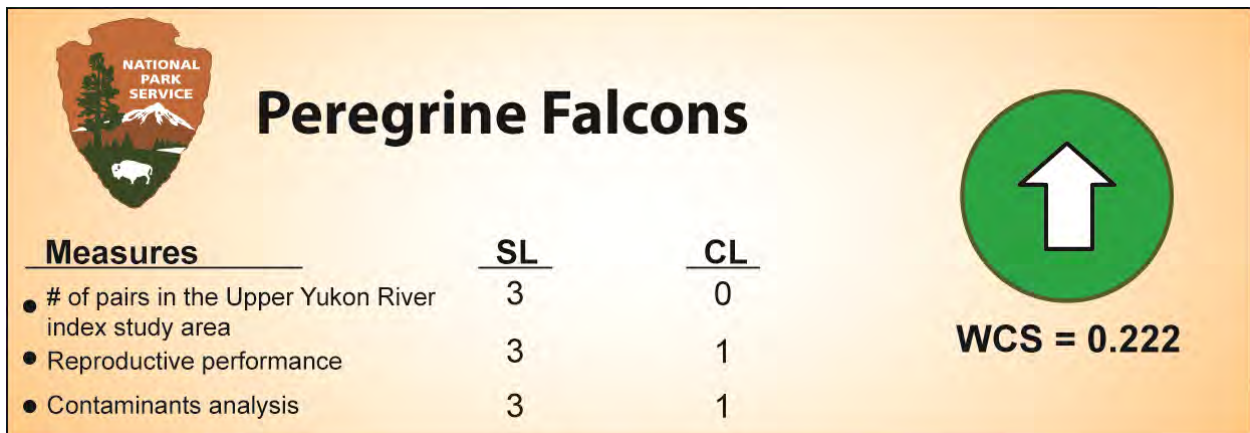 NATIONAL
PARK
SERVICE
Peregrine Falcons
Measures SL CL
# of pairs in the Upper Yukon River 3 0
index study area
Reproductive performance 3 1
Contaminants analysis 3 1
WCS = 0.222